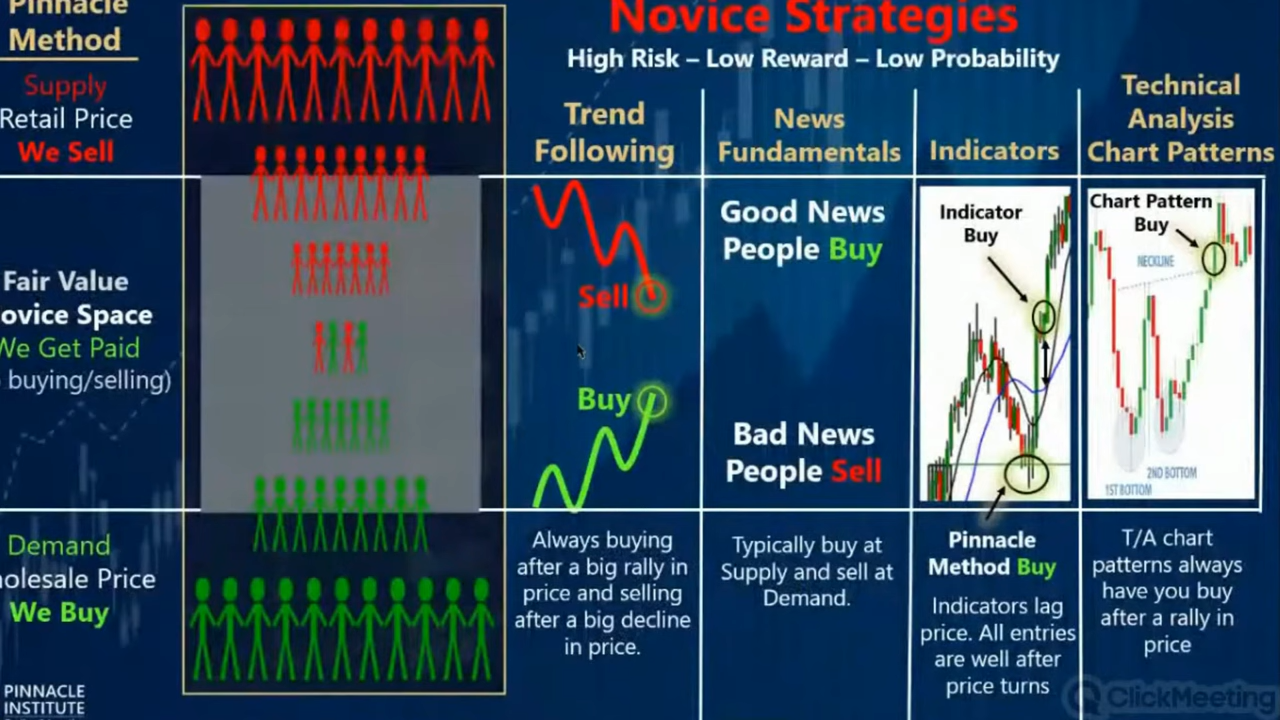 Pinnacle
Method
Supply
Retail Price
We Sell
Fair Value
ovice Space
We Get Paid
buying/selling)
Demand
holesale Price
We Buy
PINNACLE
INSTITUTE
Novice Strategies
High Risk – Low Reward – Low Probability
Trend
Following
Sell
Buy
Always buying
after a big rally in
price and selling
after a big decline
in price.
News
Fundamentals
Good News
People Buy
Bad News
People Sell
Typically buy at
Supply and sell at
Demand.
Indicators
Indicator
Buy
Pinnacle
Method Buy
Indicators lag
price. All entries
are well after
price turns
Technical
Analysis
Chart Patterns
Chart Pattern
Buy
NECKLINE
2ND BOTTOM
1ST BOTTOM
T/A chart
patterns always
have you buy
after a rally in
price
ClickMeeting